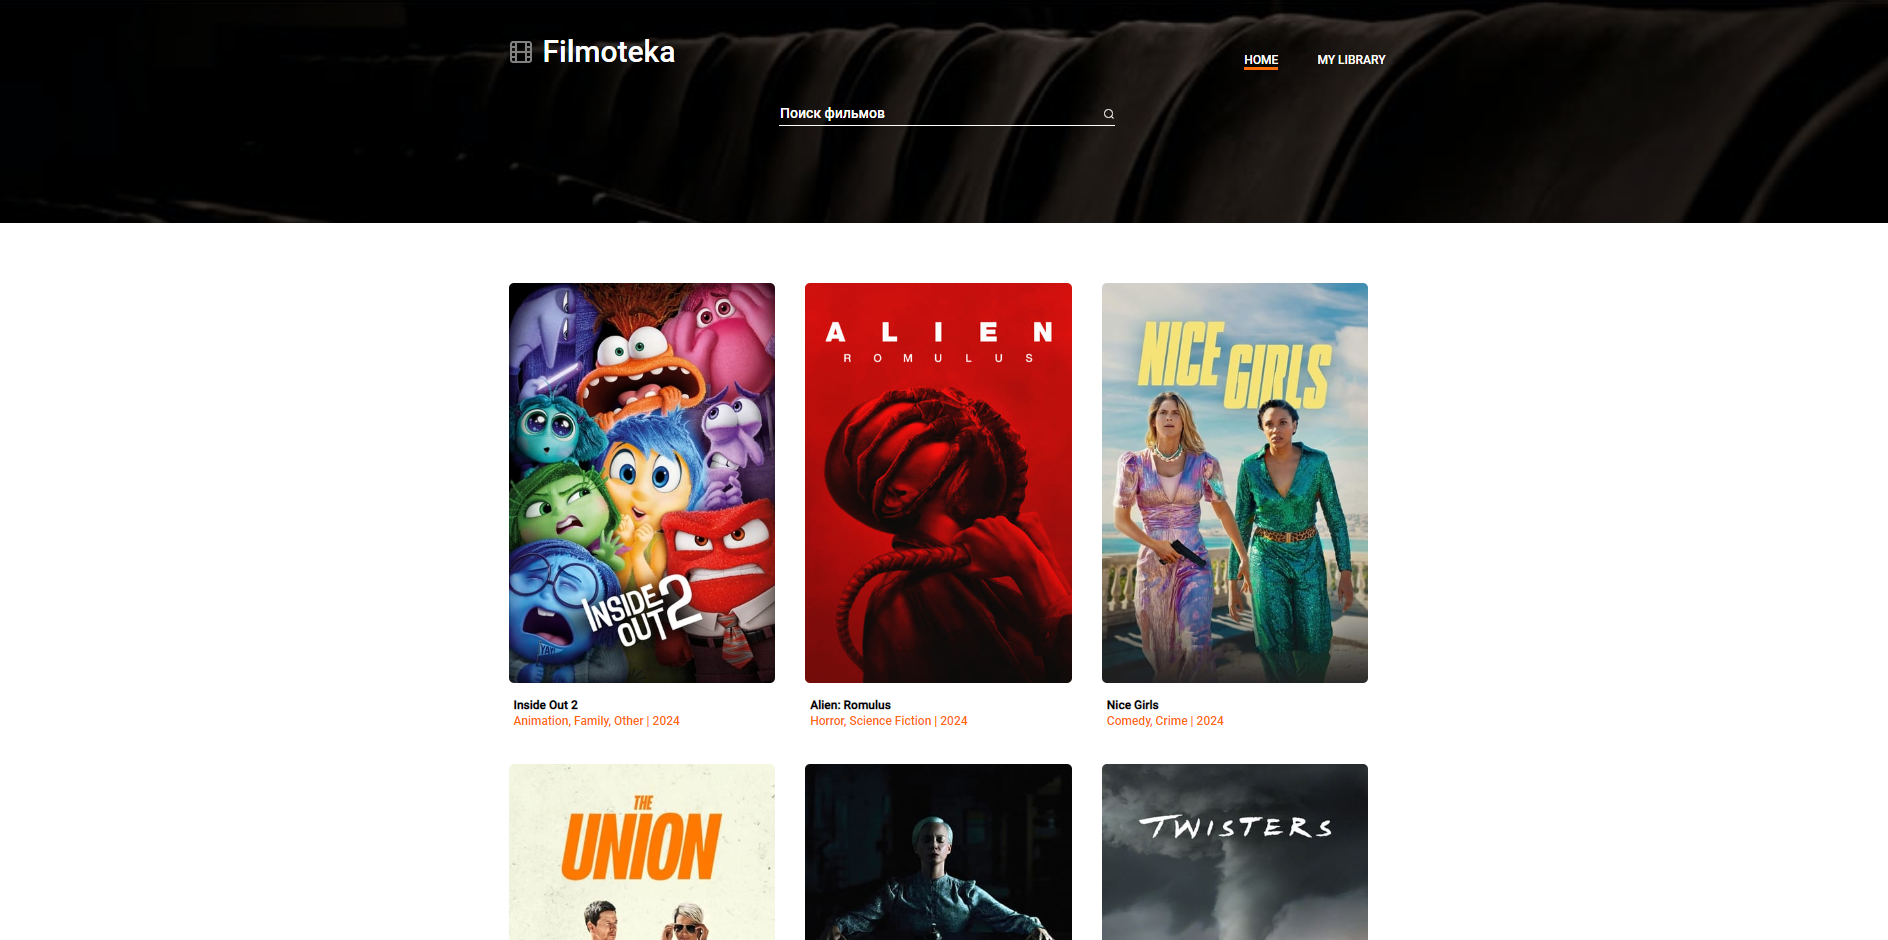 Filmoteka
HOME
MY LIBRARY
Поиск фильмов
INSIDE
OUT 2
ALIEN
ROMULUS
NICE GIRLS
Inside Out 2
Animation, Family, Other | 2024
Alien: Romulus
Horror, Science Fiction | 2024
Nice Girls
Comedy, Crime | 2024
THE
UNION
TWISTERS